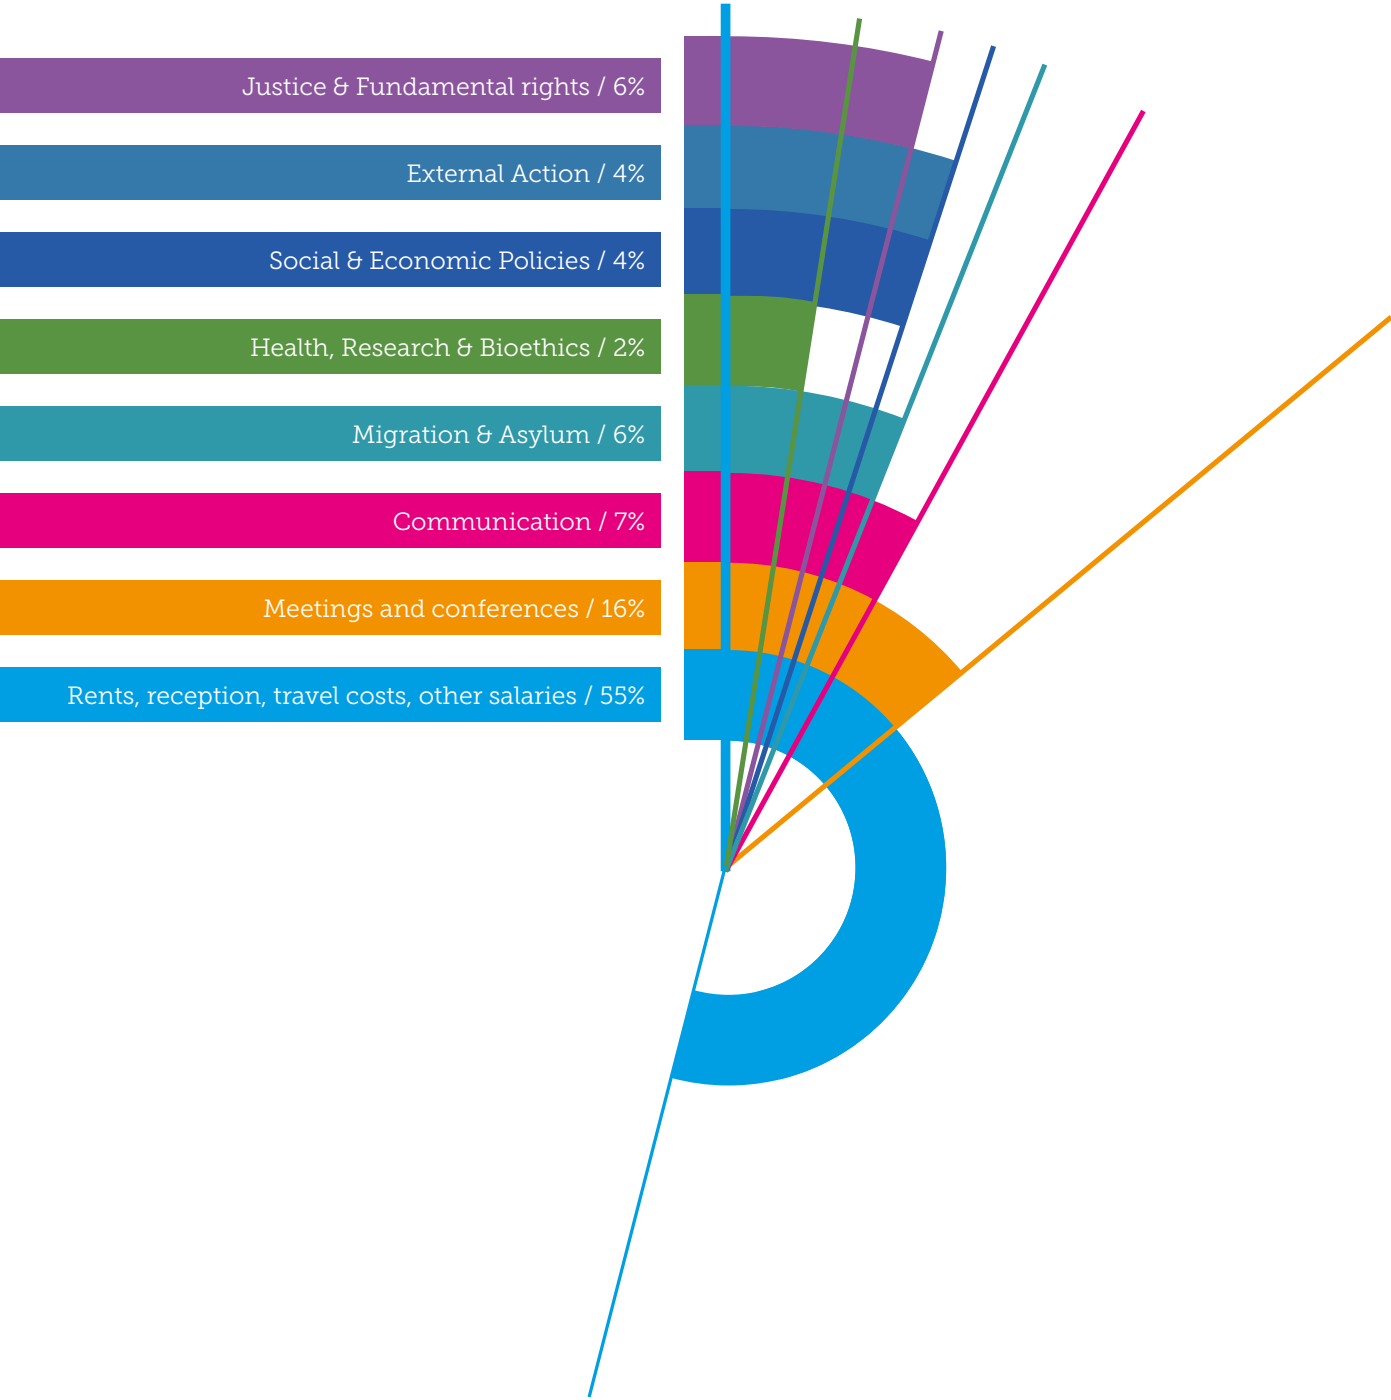 Justice & Fundamental rights / 6%
External Action / 4%
Social & Economic Policies / 4%
Health, Research & Bioethics / 2%
Migration & Asylum / 6%
Communication / 7%
Meetings and conferences / 16%
Rents, reception, travel costs, other salaries / 55%